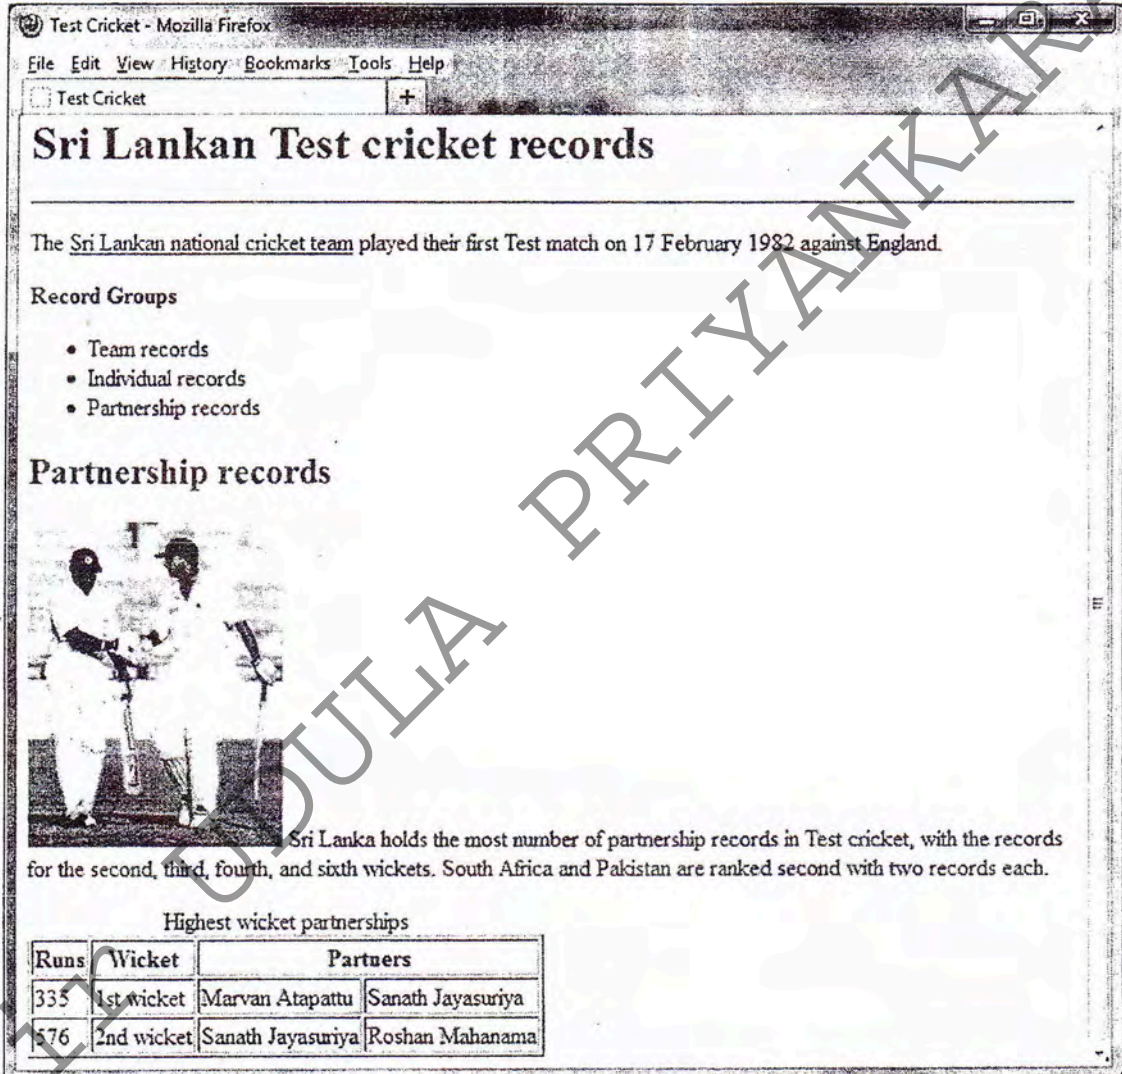 Test Cricket - Mozilla Firefox
File Edit View History Bookmarks Tools Help
Test Cricket +
Sri Lankan Test cricket records
The Sri Lankan national cricket team played their first Test match on 17 February 1982 against England.
Record Groups
• Team records
• Individual records
• Partnership records
Partnership records
Sri Lanka holds the most number of partnership records in Test cricket, with the records
for the second, third, fourth, and sixth wickets. South Africa and Pakistan are ranked second with two records each.
Highest wicket partnerships
Runs Wicket Partners
335 1st wicket Marvan Atapattu Sanath Jayasuriya
576 2nd wicket Sanath Jayasuriya Roshan Mahanama
UDULA PRIYANKARA